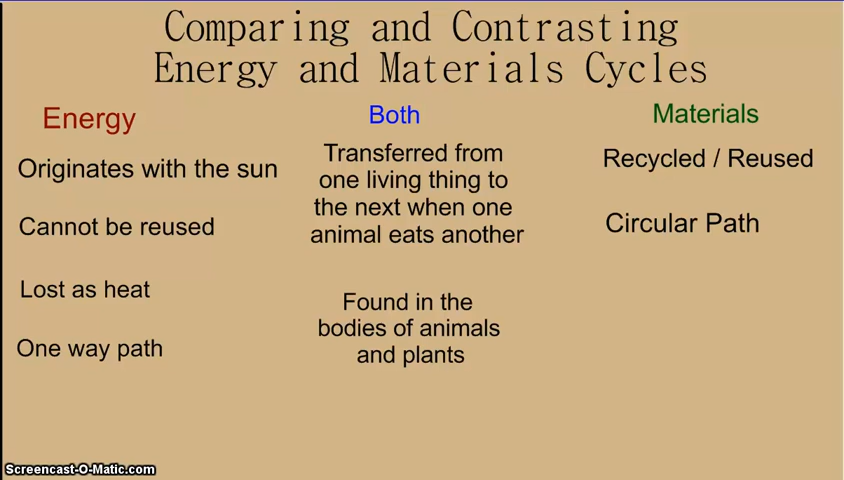 Comparing and Contrasting
Energy and Materials Cycles
Energy
Originates with the sun
Cannot be reused
Lost as heat
One way path
Both
Transferred from
one living thing to
the next when one
animal eats another
Found in the
bodies of animals
and plants
Materials
Recycled / Reused
Circular Path
Screencast-O-Matic.com